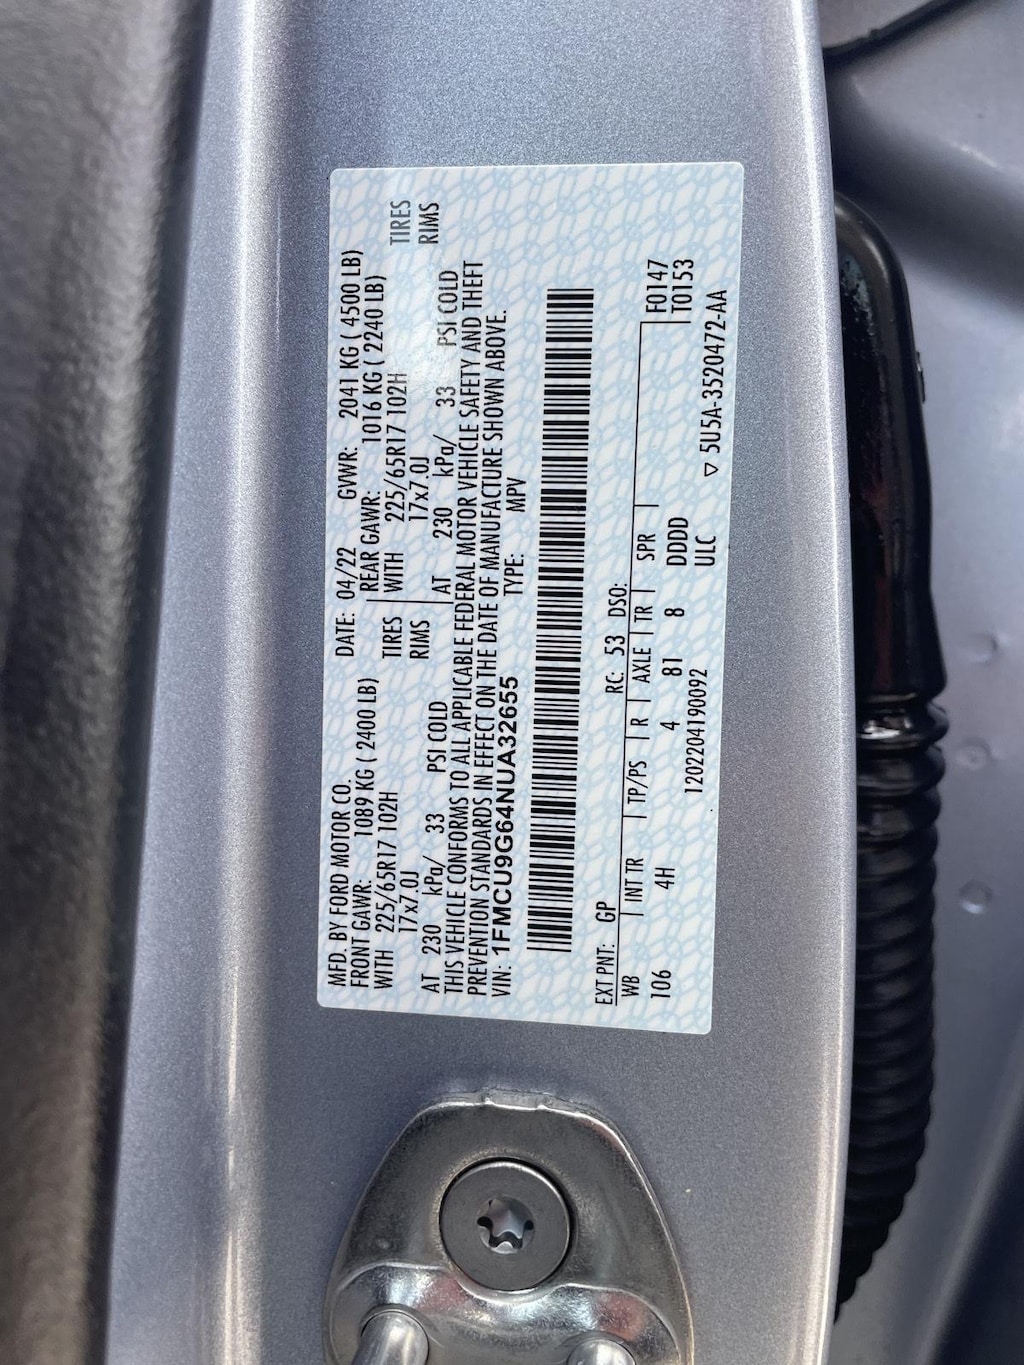 MFD. BY FORD MOTOR CO. DATE: 04/22 GVWR: 2041 KG ( 4500 LB)
FRONT GAWR: 1089 KG ( 2400 LB) REAR GAWR: 1016 KG ( 2240 LB)
WITH 225/65R17 102H TIRES WITH 225/65R17 102H TIRES
17x7.0J RIMS 17x7.0J RIMS
AT 230 kPa/ 33 PSI COLD AT 230 kPa/ 33 PSI COLD
THIS VEHICLE CONFORMS TO ALL APPLICABLE FEDERAL MOTOR VEHICLE SAFETY AND THEFT
PREVENTION STANDARDS IN EFFECT ON THE DATE OF MANUFACTURE SHOWN ABOVE.
VIN: 1FMCU9G64NUA32655 TYPE: MPV
EXT PNT: GP RC: 53 DSO:
WB INT TR TP/PS R AXLE TR SPR F0147
106 4H 4 81 8 DDDD T0153
120220419092 ULC ▽ 5U5A-3520472-AA